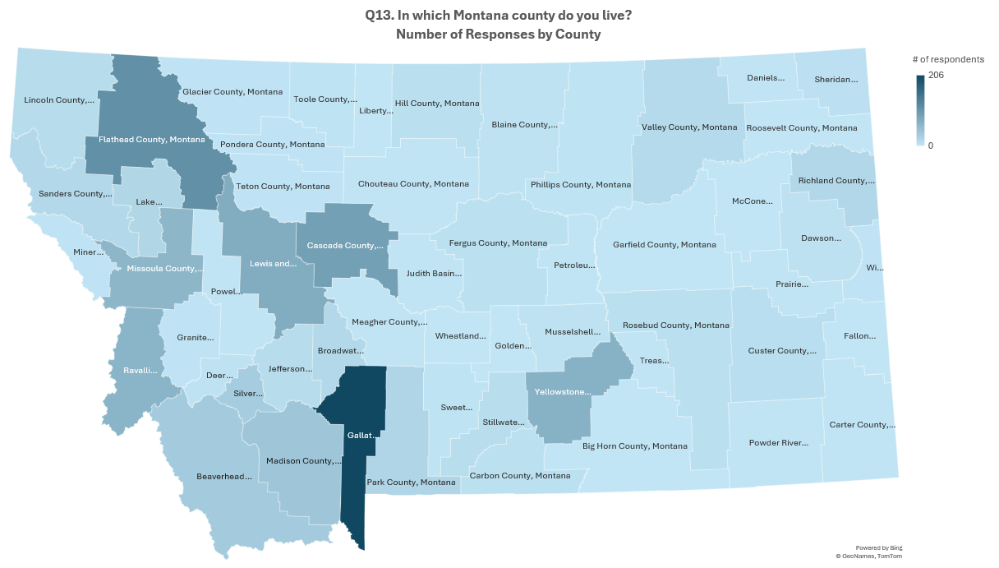 Q13. In which Montana county do you live?
Number of Responses by County
# of respondents
206
0
Lincoln County,...
Flathead County, Montana
Glacier County, Montana
Toole County,...
Liberty...
Hill County, Montana
Blaine County,...
Valley County, Montana
Daniels...
Sheridan...
Roosevelt County, Montana
Pondera County, Montana
Sanders County,...
Lake...
Teton County, Montana
Chouteau County, Montana
Phillips County, Montana
McCone...
Richland County,...
Miner...
Missoula County,...
Lewis and...
Cascade County,...
Fergus County, Montana
Garfield County, Montana
Dawson...
Powel...
Judith Basin...
Petroleu...
Prairie...
Wi...
Granite...
Broadwat...
Meagher County,...
Wheatland...
Golden...
Musselshell...
Rosebud County, Montana
Custer County,...
Fallon...
Ravalli...
Deer...
Jefferson...
Treas...
Silver...
Yellowstone...
Gallat...
Sweet...
Stillwate...
Carter County,...
Beaverhead...
Madison County,...
Park County, Montana
Carbon County, Montana
Big Horn County, Montana
Powder River...
Powered by Bing
© GeoNames, TomTom